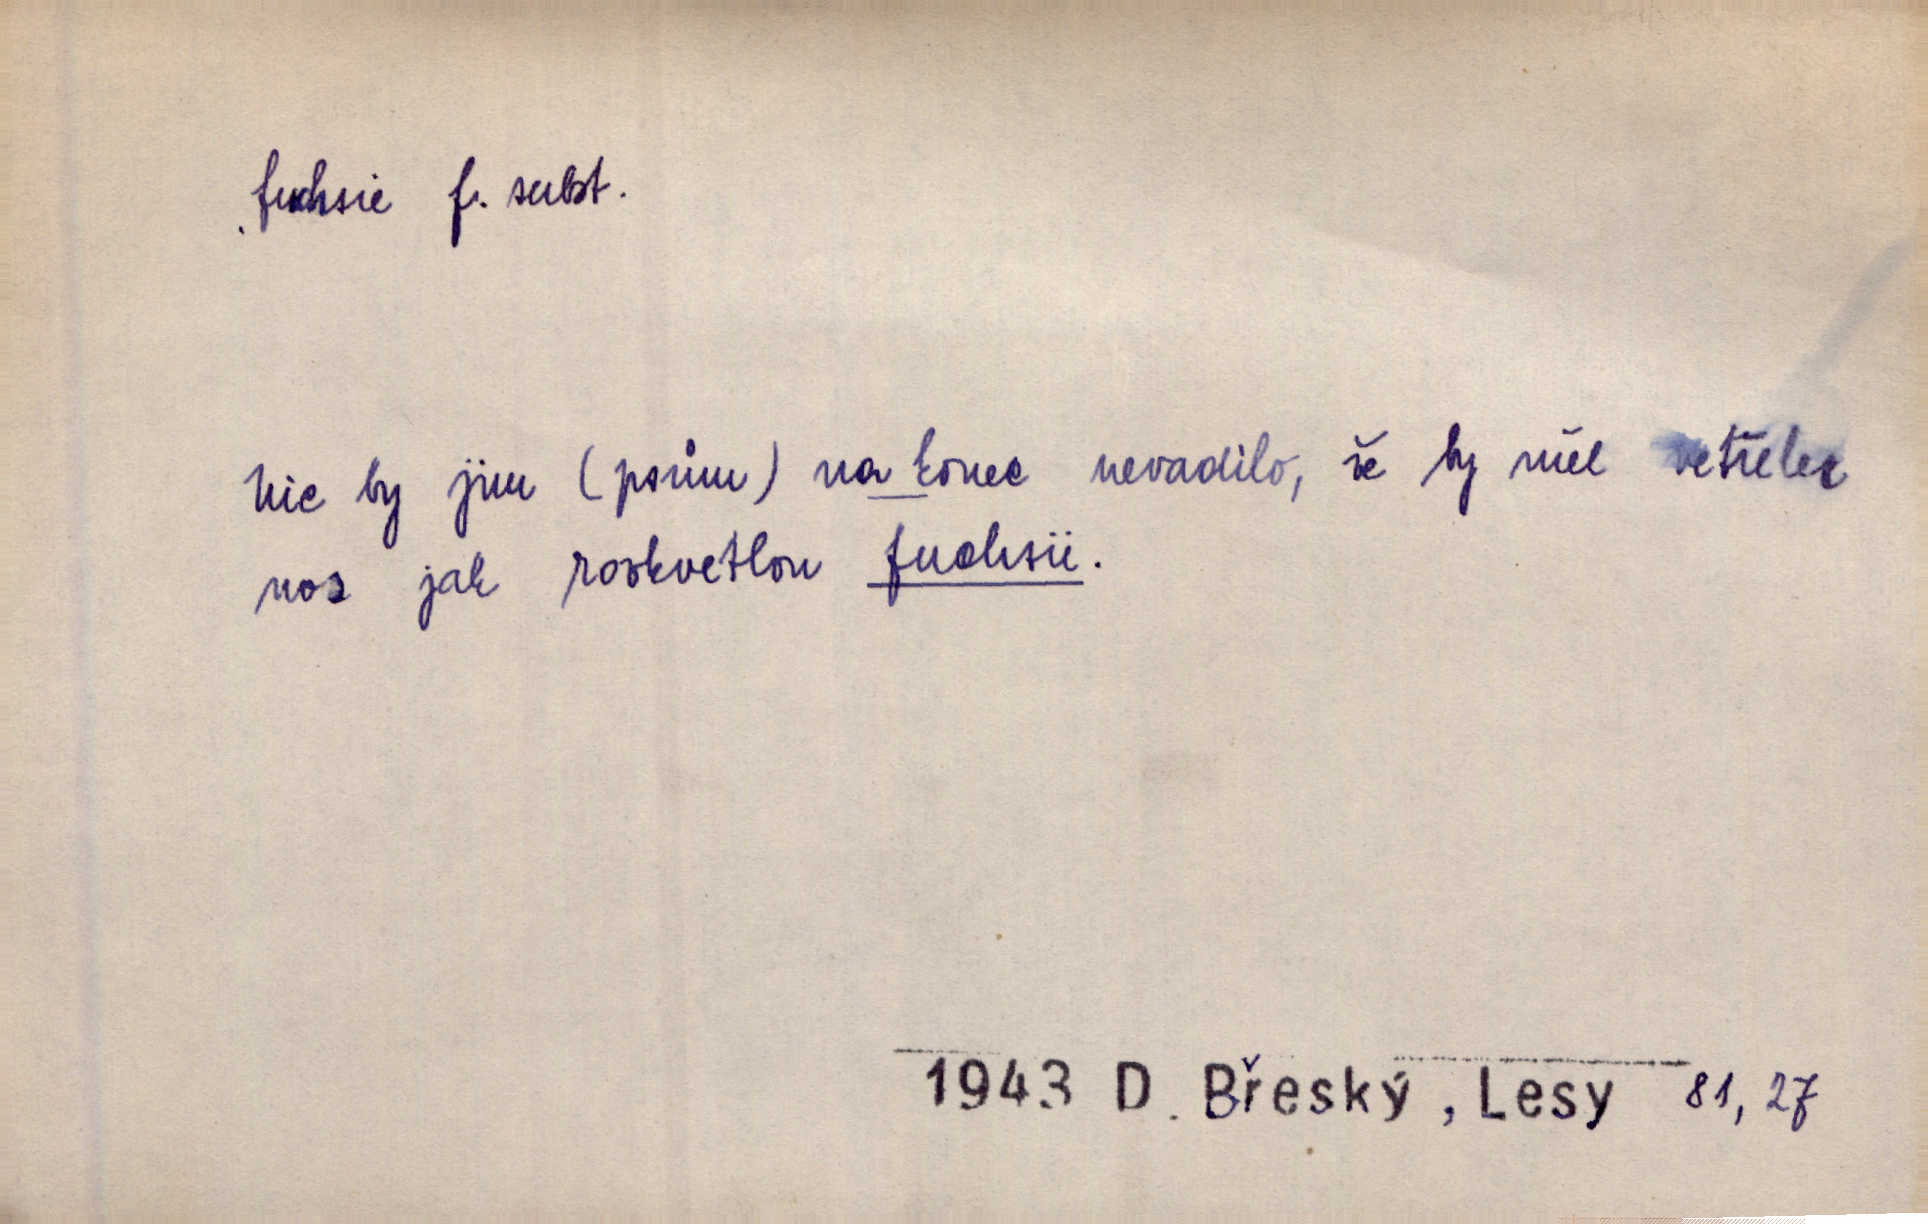 fuchsie f. subst.
Nic by jim (psům) na konec nevadilo, že by měl vetřelec
nos jak rozkvetlou fuchsii.
1943 D. Břeský, Lesy 81, 27